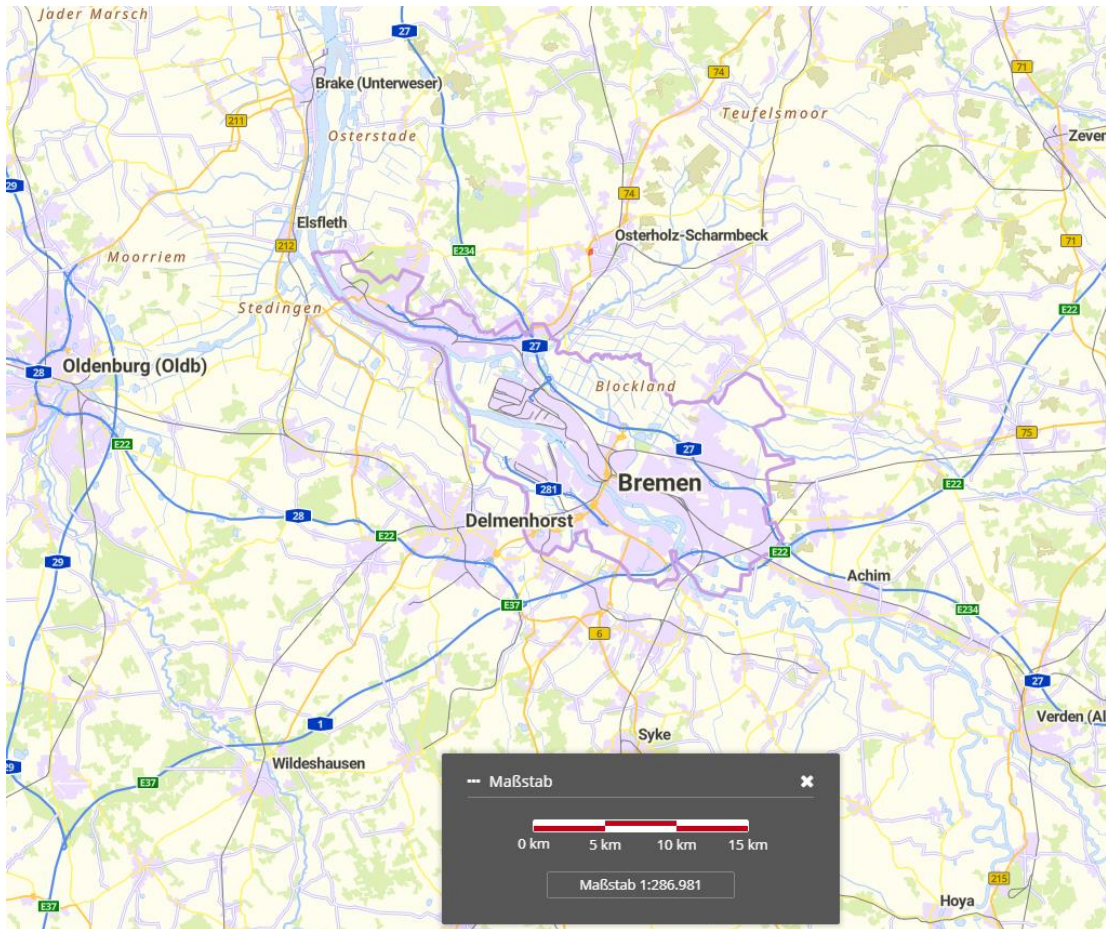 Jader Marsch
27
74
71
Brake (Unterweser)
211
Osterstade
Teufelsmoor
29
74
Elsfleth
212
E234
Osterholz-Scharmbeck
71
Moorriem
Stedingen
E22
27
Oldenburg (Oldb)
28
Blockland
E22
27
75
Bremen
281
E22
28
Delmenhorst
E22
E22
29
Achim
E37
E234
6
27
1
Verden (Al
Syke
29
Wildeshausen
E37
Maßstab
0 km 5 km 10 km 15 km
Maßstab 1:286.981
215
Hoya
E37